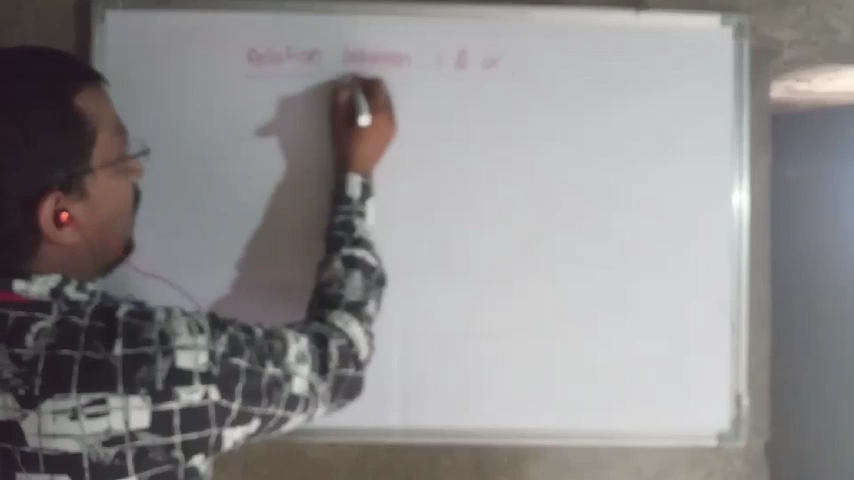 Relation between : & α